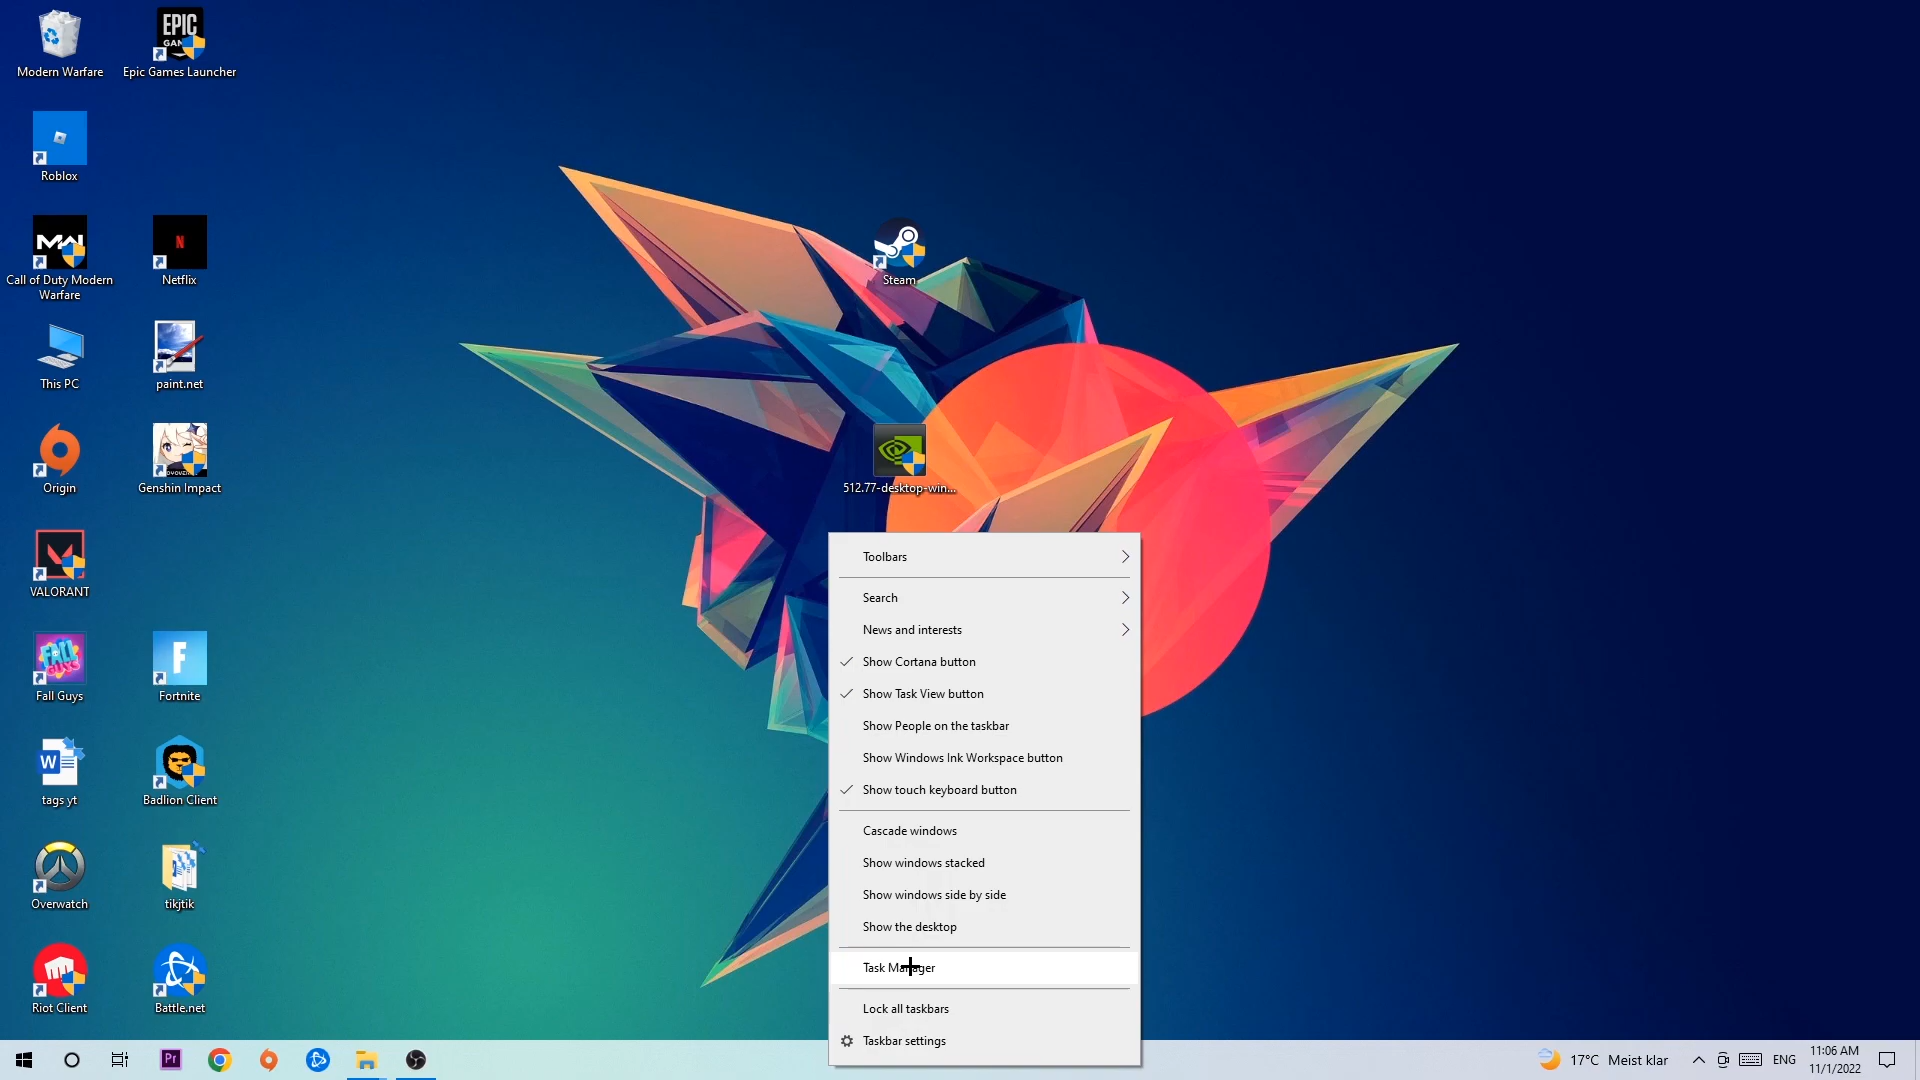 Modern Warfare
EPIC
GAMES
Epic Games Launcher
Roblox
MW
Call of Duty Modern
Warfare
N
Netflix
This PC
paint.net
Origin
Genshin Impact
VALORANT
FALL
GUYS
Fall Guys
F
Fortnite
W
tags yt
Badlion Client
Overwatch
tikjtik
Riot Client
Battle.net
Steam
512.77-desktop-win...
Toolbars
Search
News and interests
Show Cortana button
Show Task View button
Show People on the taskbar
Show Windows Ink Workspace button
Show touch keyboard button
Cascade windows
Show windows stacked
Show windows side by side
Show the desktop
Task Manager
Lock all taskbars
Taskbar settings
Pr
17°C Meist klar
ENG
11:06 AM
11/1/2022